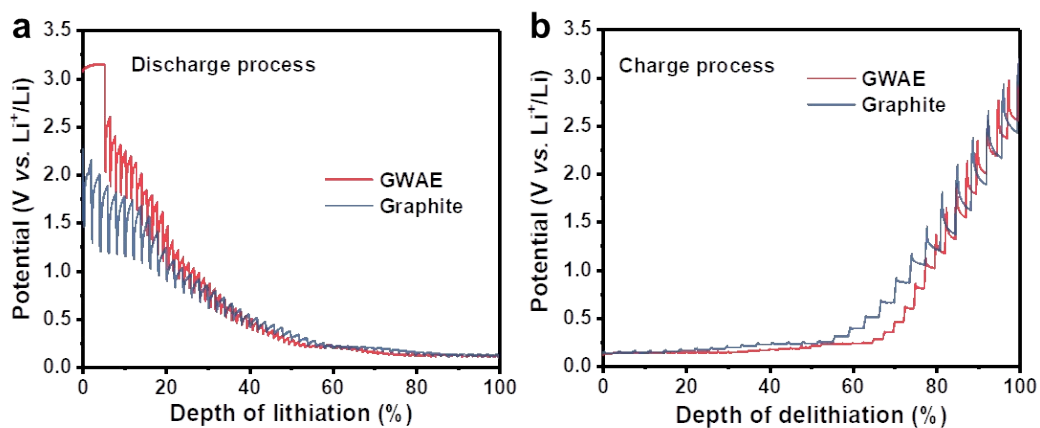 a
Discharge process
GWAE
Graphite
Potential (V vs. Li⁺/Li)
3.5
3.0
2.5
2.0
1.5
1.0
0.5
0.0
0 20 40 60 80 100
Depth of lithiation (%)
b
Charge process
GWAE
Graphite
Potential (V vs. Li⁺/Li)
3.5
3.0
2.5
2.0
1.5
1.0
0.5
0.0
0 20 40 60 80 100
Depth of delithiation (%)